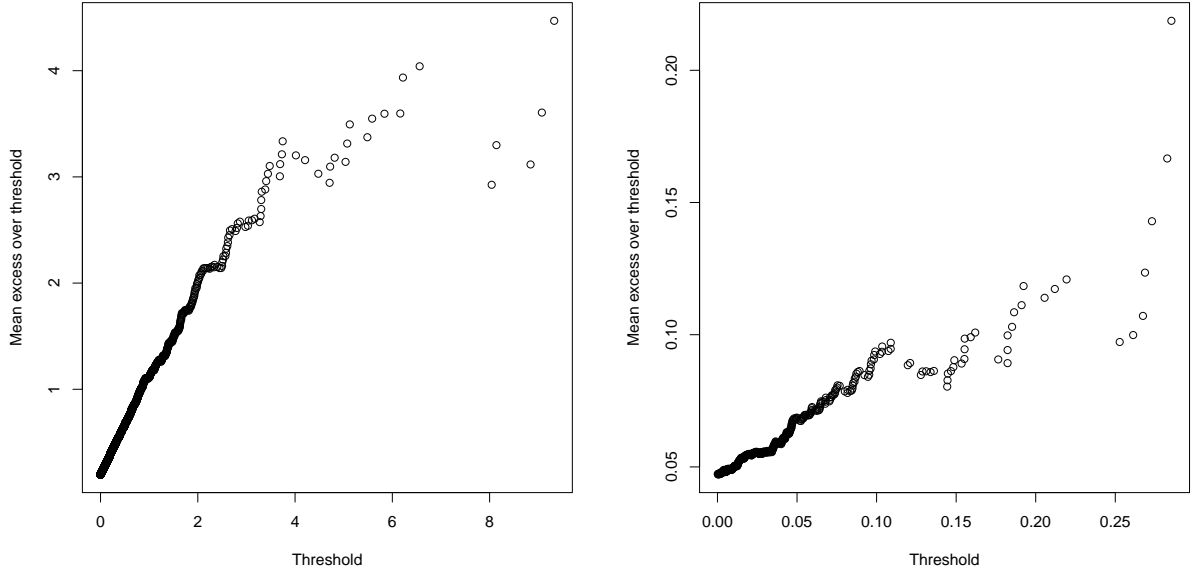 Mean excess over threshold
4
3
2
1
0 2 4 6 8
Threshold
Mean excess over threshold
0.20
0.15
0.10
0.05
0.00 0.05 0.10 0.15 0.20 0.25
Threshold